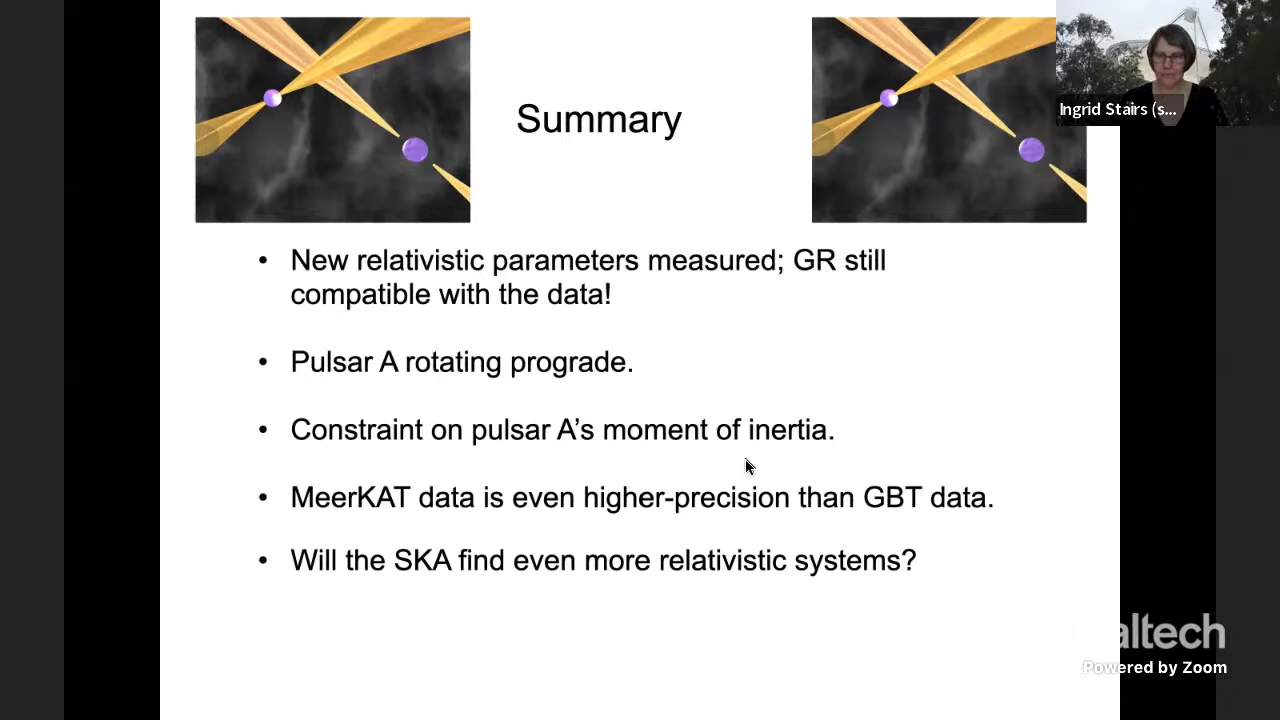 Summary
Ingrid Stairs (s...
• New relativistic parameters measured; GR still
compatible with the data!
• Pulsar A rotating prograde.
• Constraint on pulsar A’s moment of inertia.
• MeerKAT data is even higher-precision than GBT data.
• Will the SKA find even more relativistic systems?
altech
Powered by Zoom